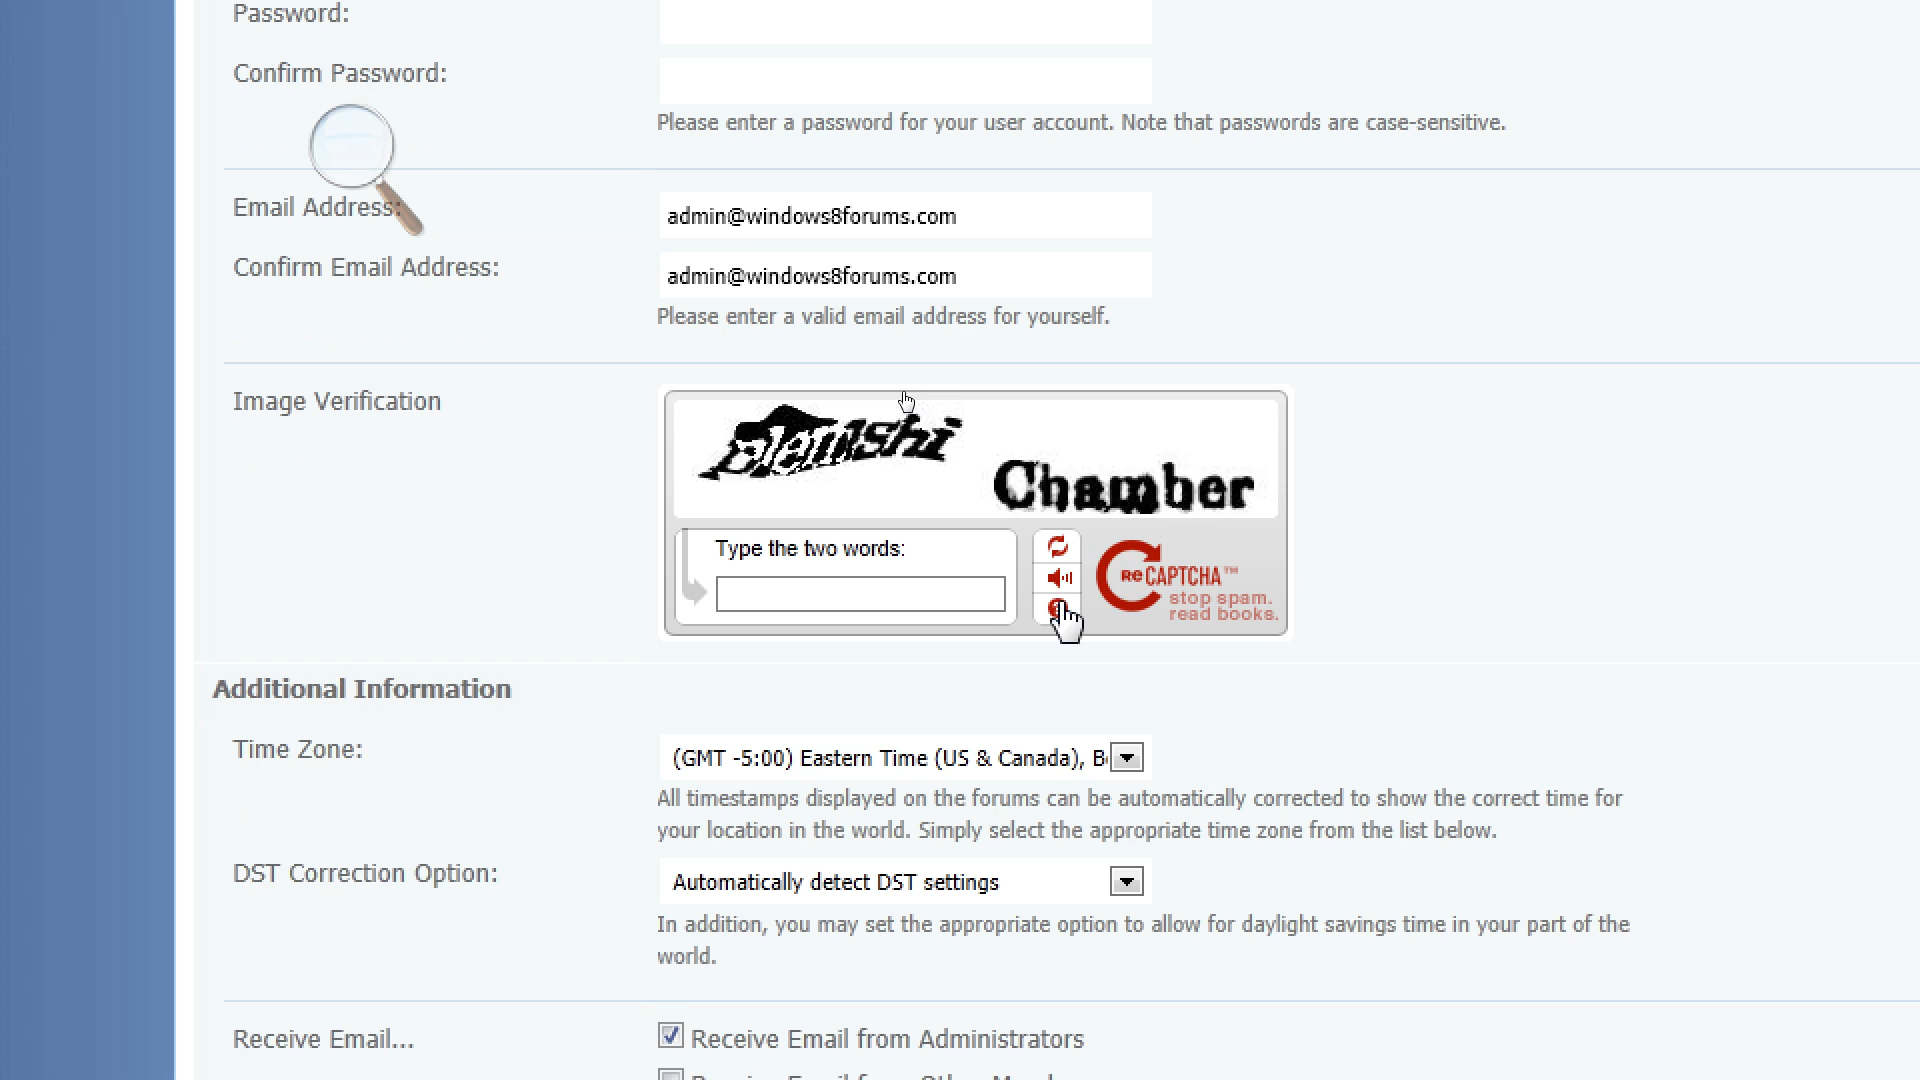 Password:
Confirm Password:
Please enter a password for your user account. Note that passwords are case-sensitive.
Email Address:
admin@windows8forums.com
Confirm Email Address:
admin@windows8forums.com
Please enter a valid email address for yourself.
Image Verification
Chamber
Type the two words:
reCAPTCHA™
stop spam.
read books.
Additional Information
Time Zone:
(GMT -5:00) Eastern Time (US & Canada), B
All timestamps displayed on the forums can be automatically corrected to show the correct time for
your location in the world. Simply select the appropriate time zone from the list below.
DST Correction Option:
Automatically detect DST settings
In addition, you may set the appropriate option to allow for daylight savings time in your part of the
world.
Receive Email...
Receive Email from Administrators